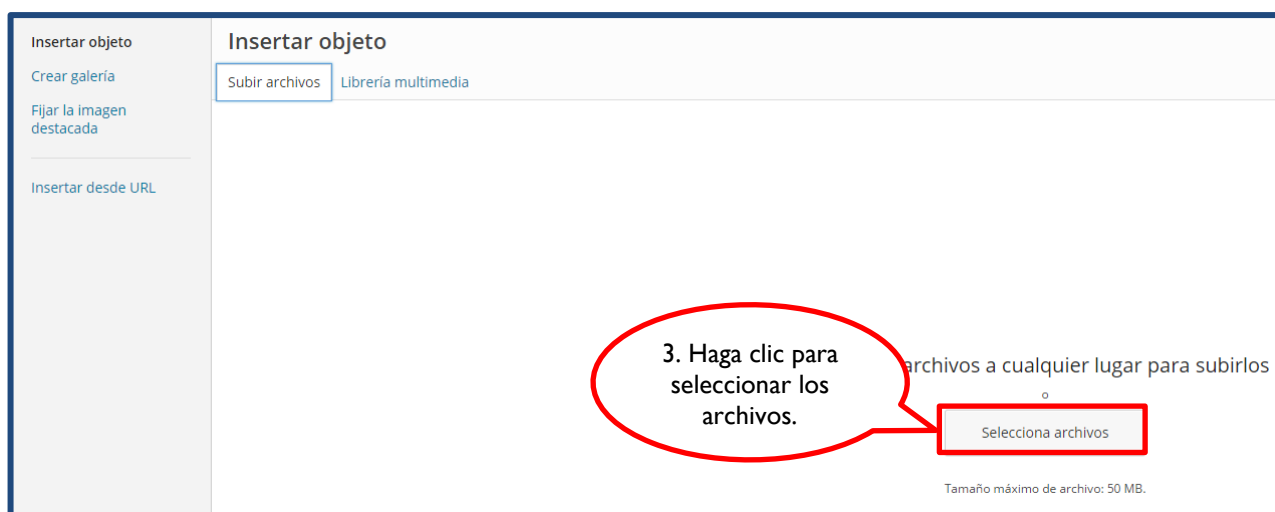 Insertar objeto
Crear galería
Fijar la imagen
destacada
Insertar desde URL
Insertar objeto
Subir archivos
Librería multimedia
3. Haga clic para
seleccionar los
archivos.
archivos a cualquier lugar para subirlos
o
Selecciona archivos
Tamaño máximo de archivo: 50 MB.